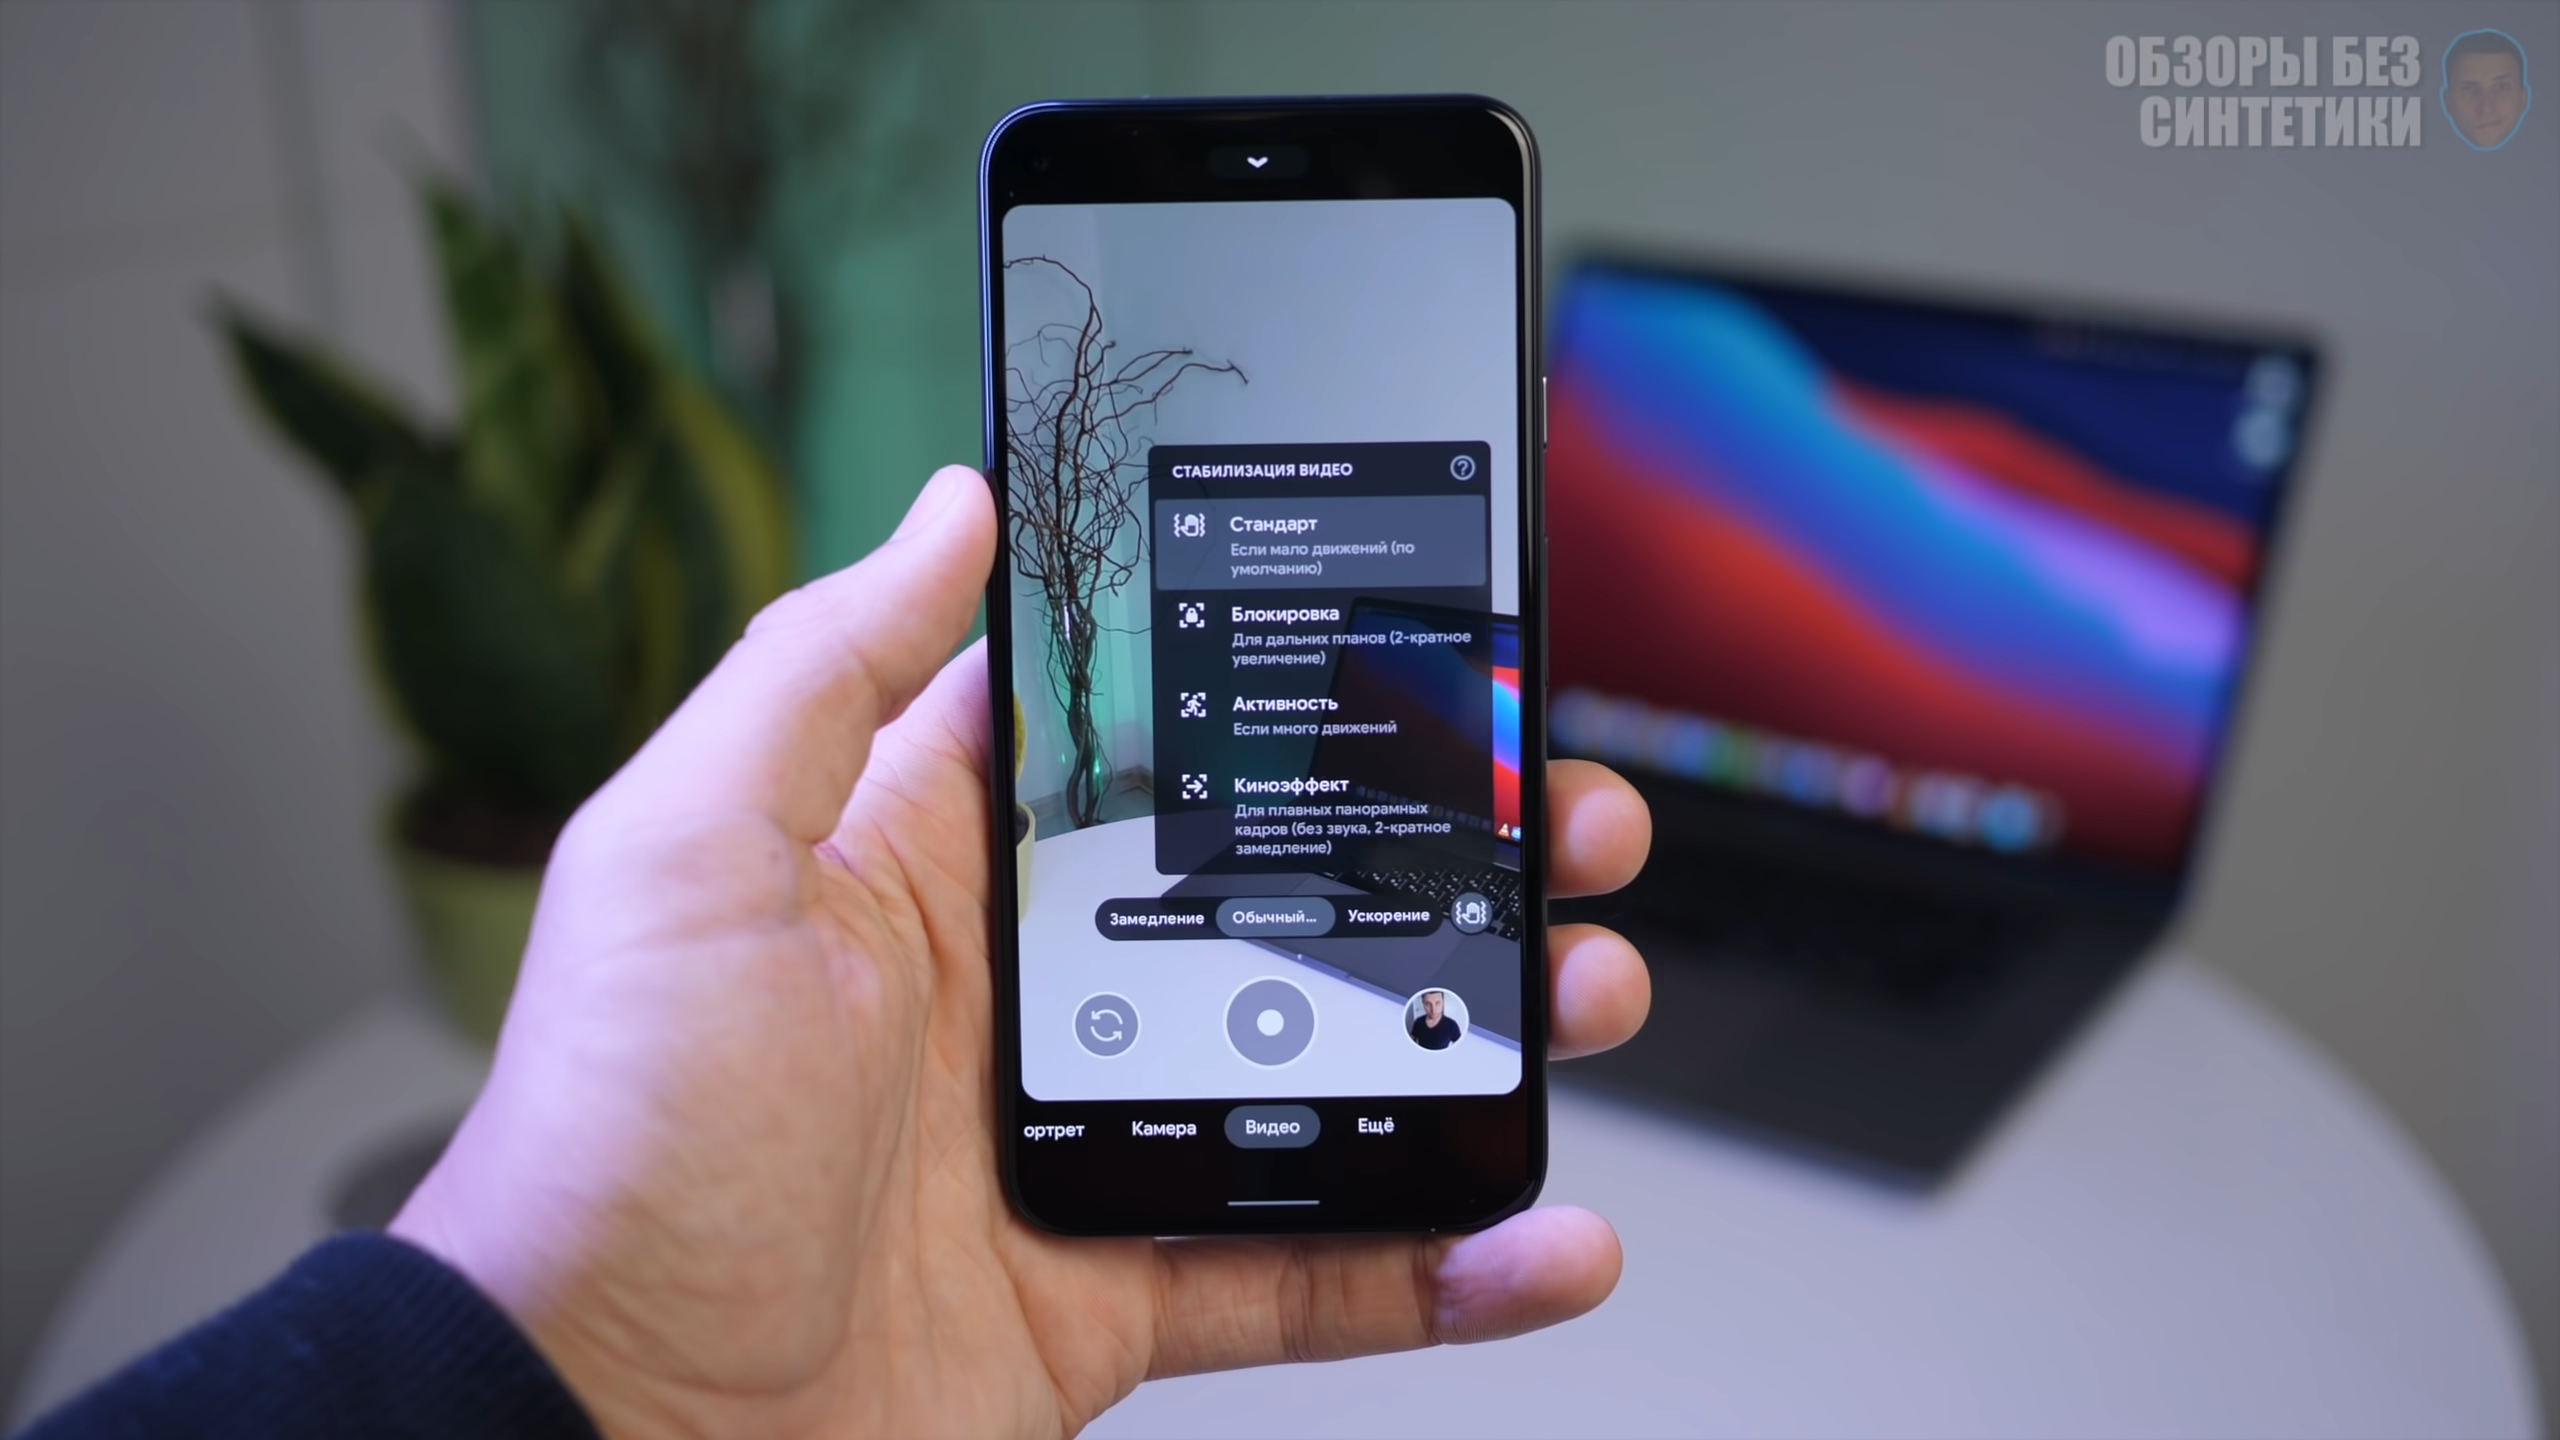 ОБЗОРЫ БЕЗ
СИНТЕТИКИ
СТАБИЛИЗАЦИЯ ВИДЕО
Стандарт
Если мало движений (по
умолчанию)
Блокировка
Для дальних планов (2-кратное
увеличение)
Активность
Если много движений
Киноэффект
Для плавных панорамных
кадров (без звука, 2-кратное
замедление)
Замедление Обычный... Ускорение
ортрет Камера Видео Ещё